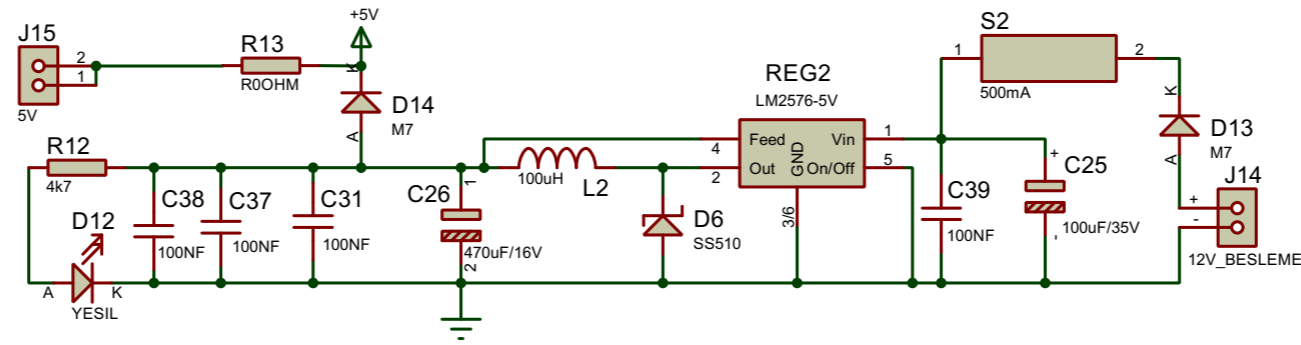 J15
2
1
5V
R13
R0OHM
+5V
K
D14
M7
A
R12
4k7
D12
A
K
YESIL
C38
100NF
C37
100NF
C31
100NF
C26
1
470uF/16V
2
100uH
L2
D6
SS510
REG2
LM2576-5V
4
Feed
Vin
1
2
Out
GND
On/Off
5
3/6
C39
100NF
+
C25
100uF/35V
-
S2
1
2
500mA
K
D13
M7
A
J14
+
-
12V_BESLEME